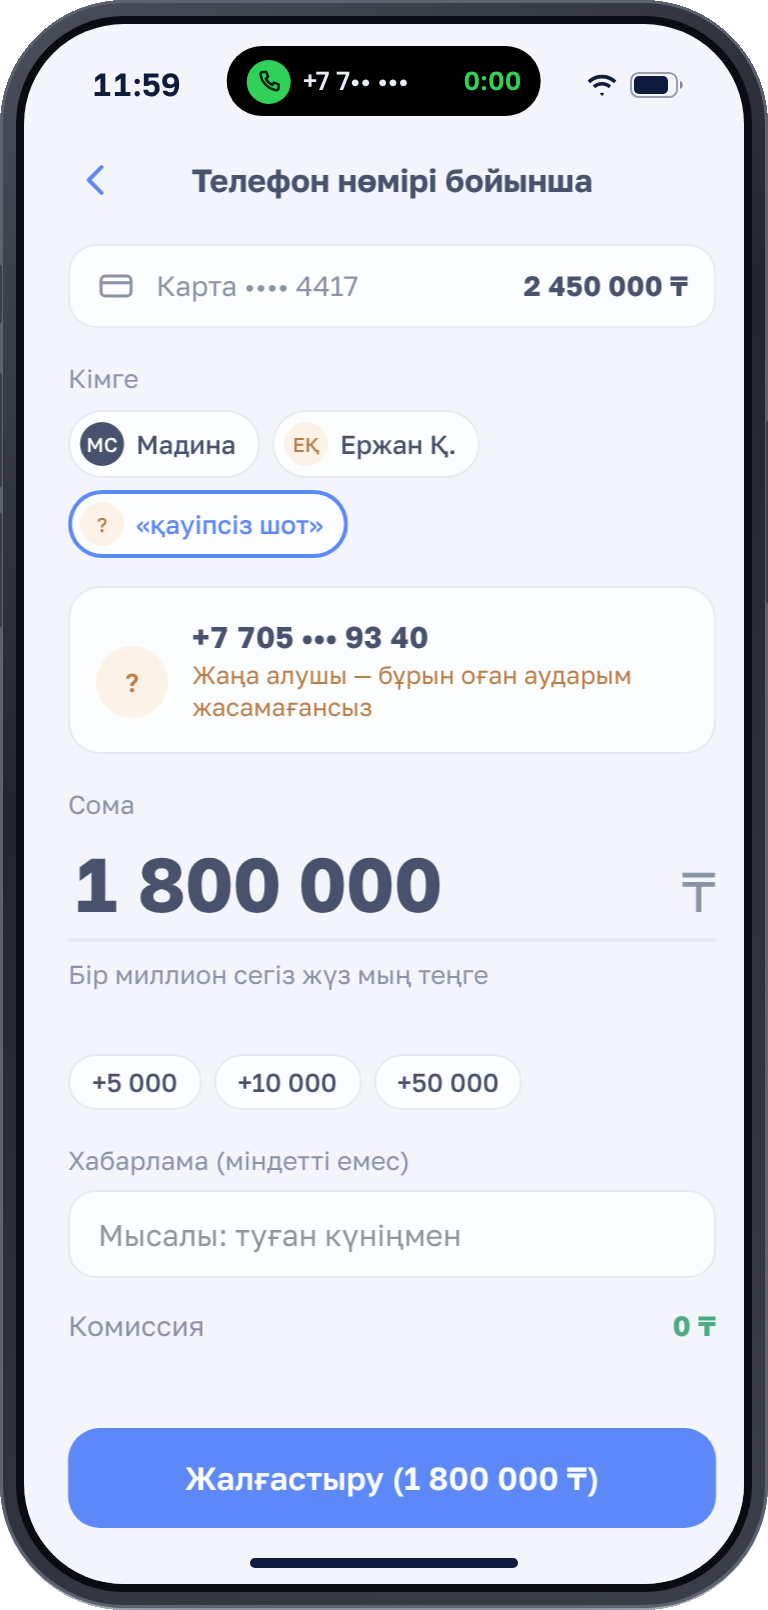 11:59
+7 7•• ••• 0:00
Телефон нөмірі бойынша
Карта •••• 4417 2 450 000 ₸
Кімге
МС Мадина ЕҚ Ержан Қ.
? «қауіпсіз шот»
+7 705 ••• 93 40
? Жаңа алушы — бұрын оған аударым
жасамағансыз
Сома
1 800 000 ₸
Бір миллион сегіз жүз мың теңге
+5 000 +10 000 +50 000
Хабарлама (міндетті емес)
Мысалы: туған күніңмен
Комиссия 0 ₸
Жалғастыру (1 800 000 ₸)